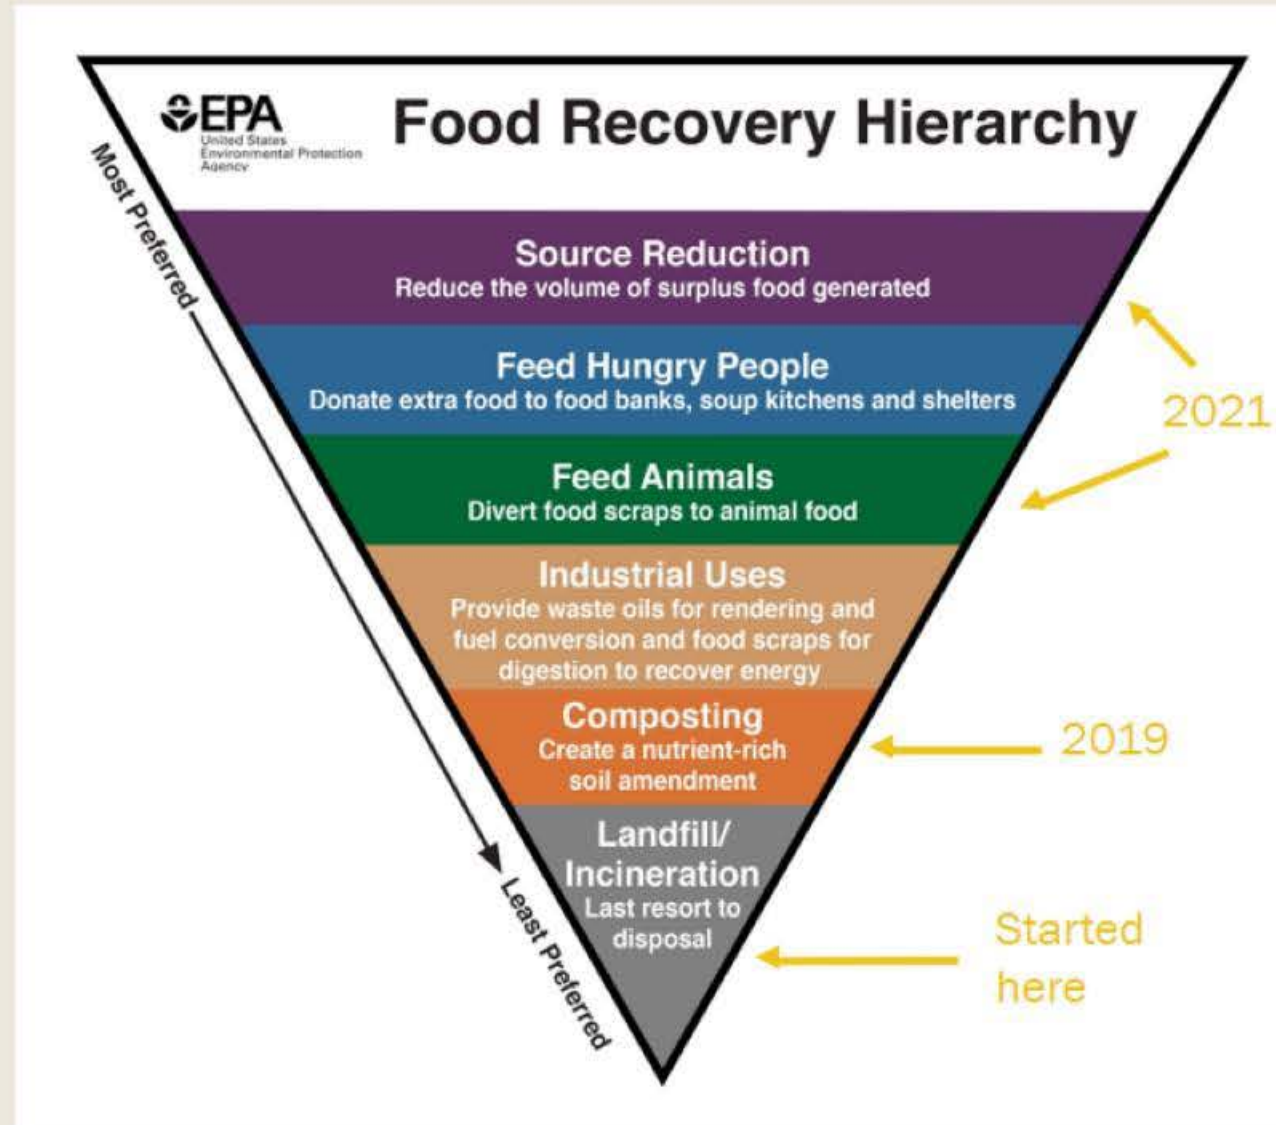 EPA
United States
Environmental Protection
Agency
Food Recovery Hierarchy
Most Preferred
Source Reduction
Reduce the volume of surplus food generated
Feed Hungry People
Donate extra food to food banks, soup kitchens and shelters
2021
Feed Animals
Divert food scraps to animal food
Industrial Uses
Provide waste oils for rendering and
fuel conversion and food scraps for
digestion to recover energy
Composting
Create a nutrient-rich
soil amendment
2019
Landfill/
Incineration
Last resort to
disposal
Least Preferred
Started
here